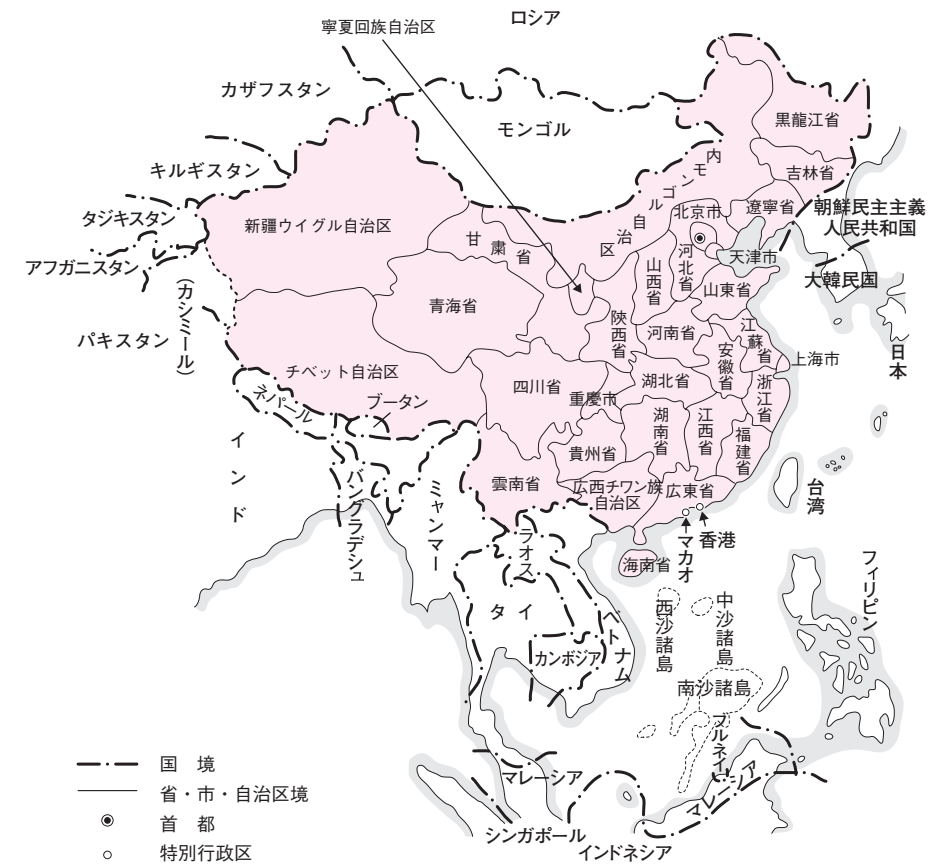 ロシア
寧夏回族自治区
カザフスタン
モンゴル
黒龍江省
キルギスタン
吉林省
内モンゴル自治区
タジキスタン
新疆ウイグル自治区
甘粛省
北京市
遼寧省
朝鮮民主主義
人民共和国
アフガニスタン
天津市
大韓民国
(カシミール)
パキスタン
青海省
山西省
河北省
山東省
日本
陝西省
河南省
江蘇省
安徽省
上海市
チベット自治区
四川省
重慶市
湖北省
浙江省
ネパール
ブータン
インド
湖南省
江西省
福建省
貴州省
バングラデシュ
ミャンマー
雲南省
広西チワン族
自治区
広東省
台湾
ラオス
マカオ
香港
海南省
フィリピン
タイ
ベトナム
西沙諸島
中沙諸島
カンボジア
南沙諸島
ブルネイ
マレーシア
マレーシア
シンガポール
インドネシア
国 境
省・市・自治区境
首 都
特別行政区